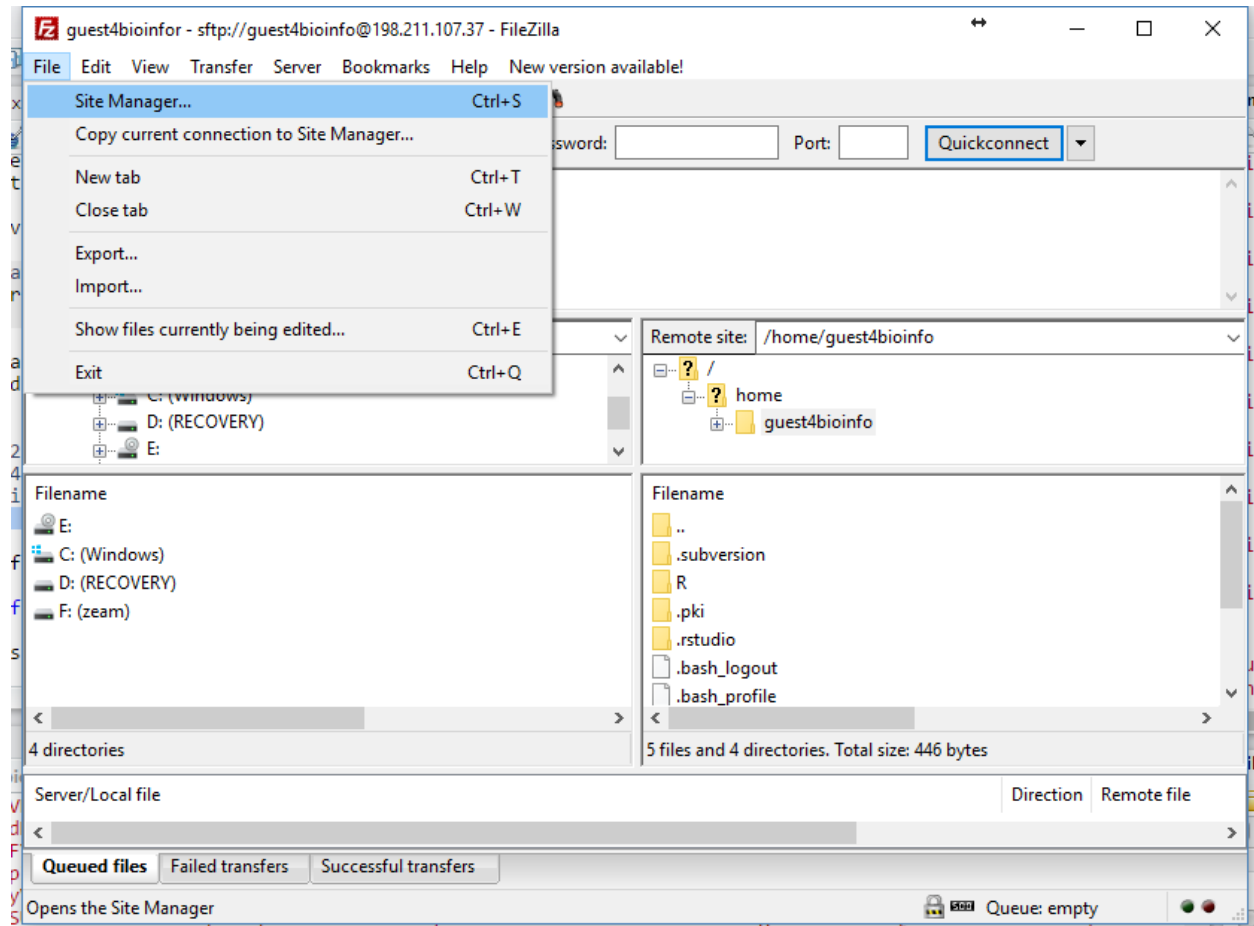 guest4bioinfor - sftp://guest4bioinfo@198.211.107.37 - FileZilla
File Edit View Transfer Server Bookmarks Help New version available!
Site Manager... Ctrl+S
Copy current connection to Site Manager...
ssword: Port: Quickconnect
New tab Ctrl+T
Close tab Ctrl+W
Export...
Import...
Show files currently being edited... Ctrl+E
Exit Ctrl+Q
C: (Windows)
D: (RECOVERY)
E:
Remote site: /home/guest4bioinfo
/
home
guest4bioinfo
Filename
E:
C: (Windows)
D: (RECOVERY)
F: (zeam)
4 directories
Filename
..
.subversion
R
.pki
.rstudio
.bash_logout
.bash_profile
5 files and 4 directories. Total size: 446 bytes
Server/Local file Direction Remote file
Queued files Failed transfers Successful transfers
Opens the Site Manager Queue: empty